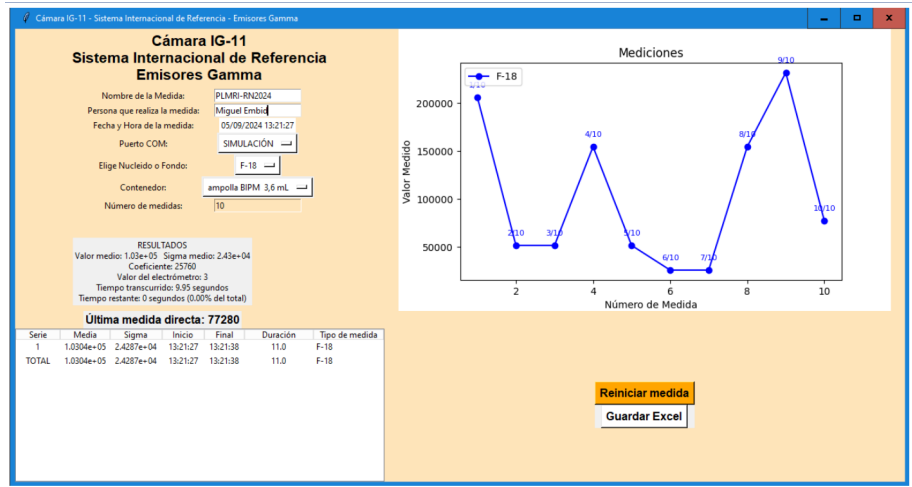 Cámara IG-11 - Sistema Internacional de Referencia - Emisores Gamma
Cámara IG-11
Sistema Internacional de Referencia
Emisores Gamma
Nombre de la Medida: PLMRI-RN2024
Persona que realiza la medida: Miguel Embid
Fecha y Hora de la medida: 05/09/2024 13:21:27
Puerto COM: SIMULACIÓN
Elige Nucleido o Fondo: F-18
Contenedor: ampolla BIPM 3,6 mL
Número de medidas: 10
RESULTADOS
Valor medio: 1.03e+05 Sigma medio: 2.43e+04
Coeficiente: 25760
Valor del electrómetro: 3
Tiempo transcurrido: 9.95 segundos
Tiempo restante: 0 segundos (0.00% del total)
Última medida directa: 77280
Serie Media Sigma Inicio Final Duración Tipo de medida
1 1.0304e+05 2.4287e+04 13:21:27 13:21:38 11.0 F-18
TOTAL 1.0304e+05 2.4287e+04 13:21:27 13:21:38 11.0 F-18
Mediciones
F-18
1/10
2/10
3/10
4/10
5/10
6/10
7/10
8/10
9/10
10/10
200000
150000
100000
50000
Valor Medido
2 4 6 8 10
Número de Medida
Reiniciar medida
Guardar Excel